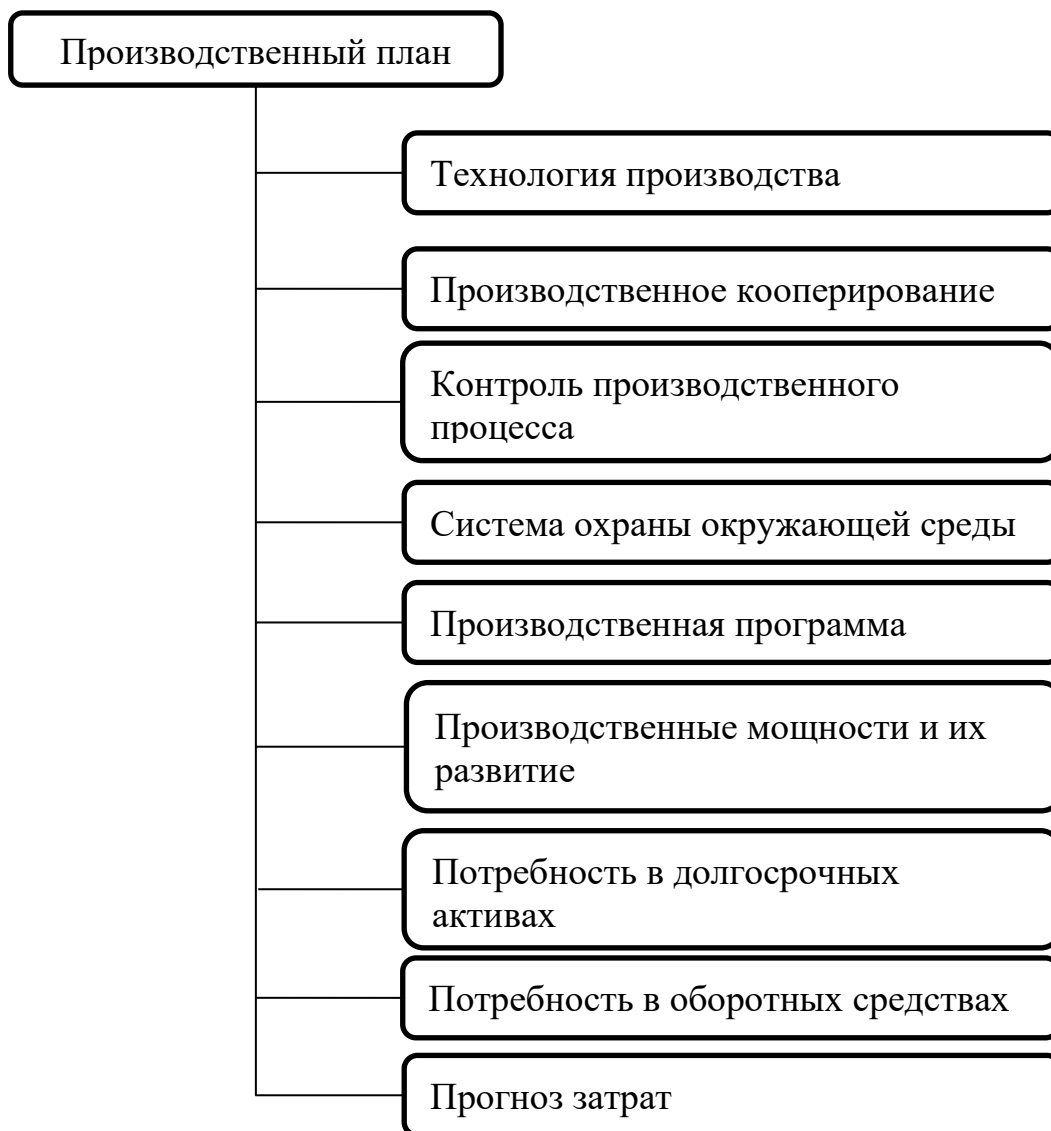 Производственный план
Технология производства
Производственное кооперирование
Контроль производственного
процесса
Система охраны окружающей среды
Производственная программа
Производственные мощности и их
развитие
Потребность в долгосрочных
активах
Потребность в оборотных средствах
Прогноз затрат